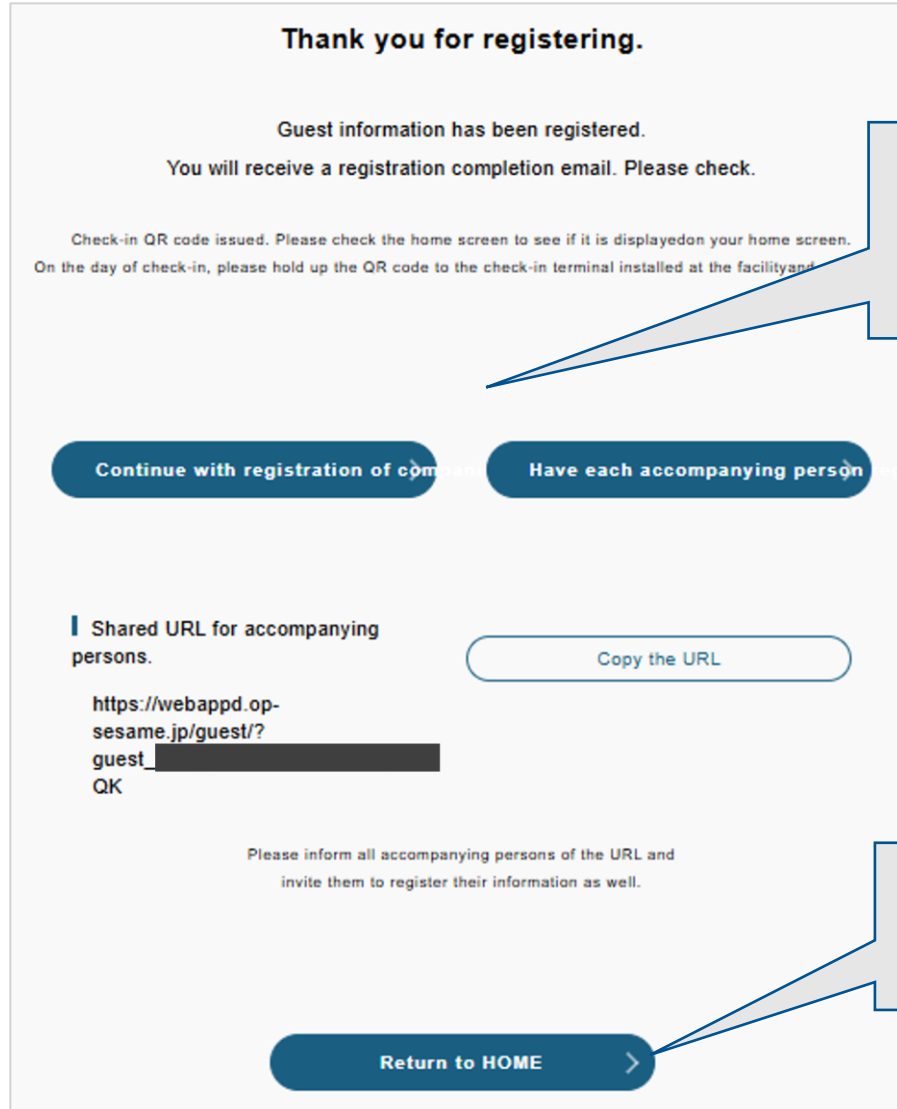 Thank you for registering.
Guest information has been registered.
You will receive a registration completion email. Please check.
Check-in QR code issued. Please check the home screen to see if it is displayedon your home screen.
On the day of check-in, please hold up the QR code to the check-in terminal installed at the facilityand
Continue with registration of
Have each accompanying person
Shared URL for accompanying
persons.
Copy the URL
https://webappd.op-
sesame.jp/guest/?
guest_
QK
Please inform all accompanying persons of the URL and
invite them to register their information as well.
Return to HOME